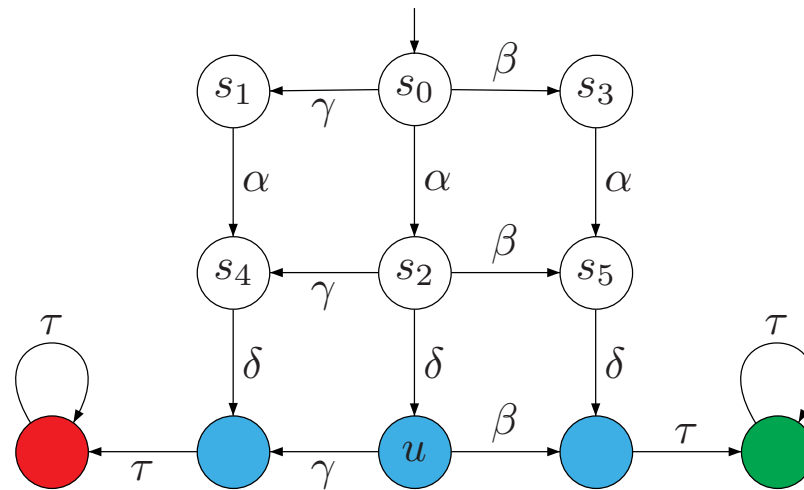 s₁ s₀ β s₃
γ
α α α
s₄ s₂ β s₅
γ
τ δ δ δ τ
u β
τ γ τ